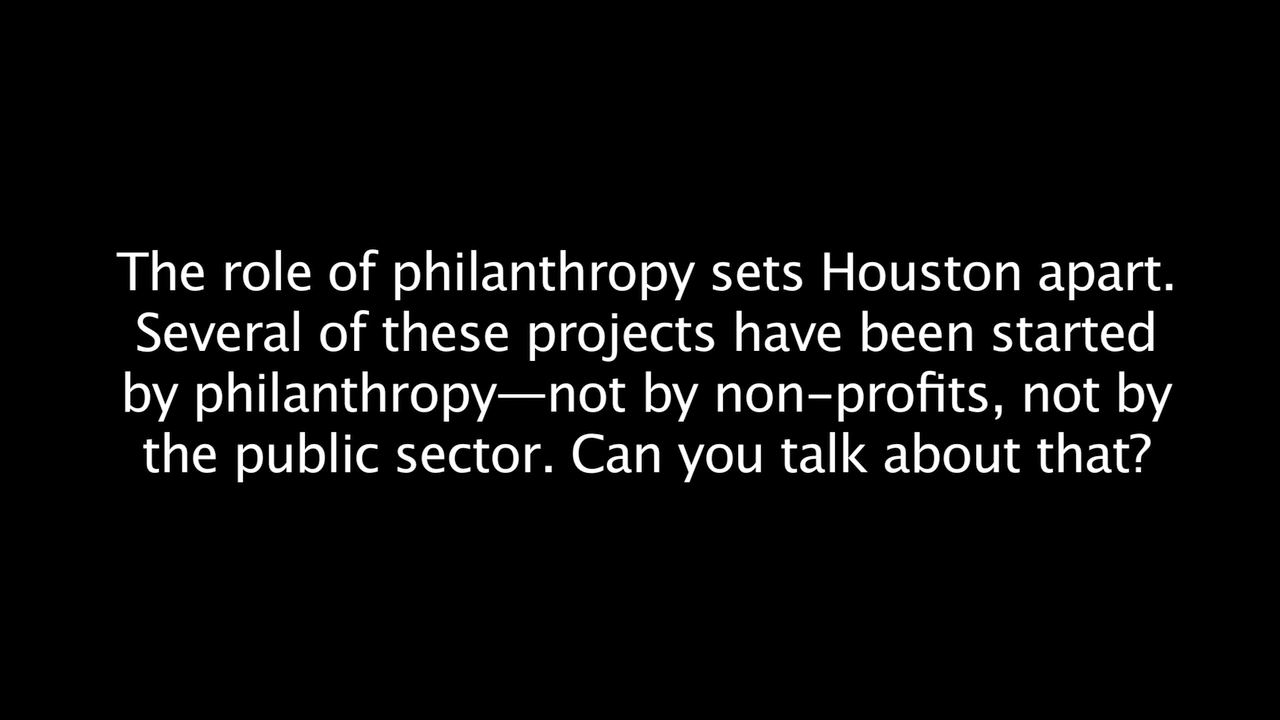 The role of philanthropy sets Houston apart.
Several of these projects have been started
by philanthropy—not by non-profits, not by
the public sector. Can you talk about that?